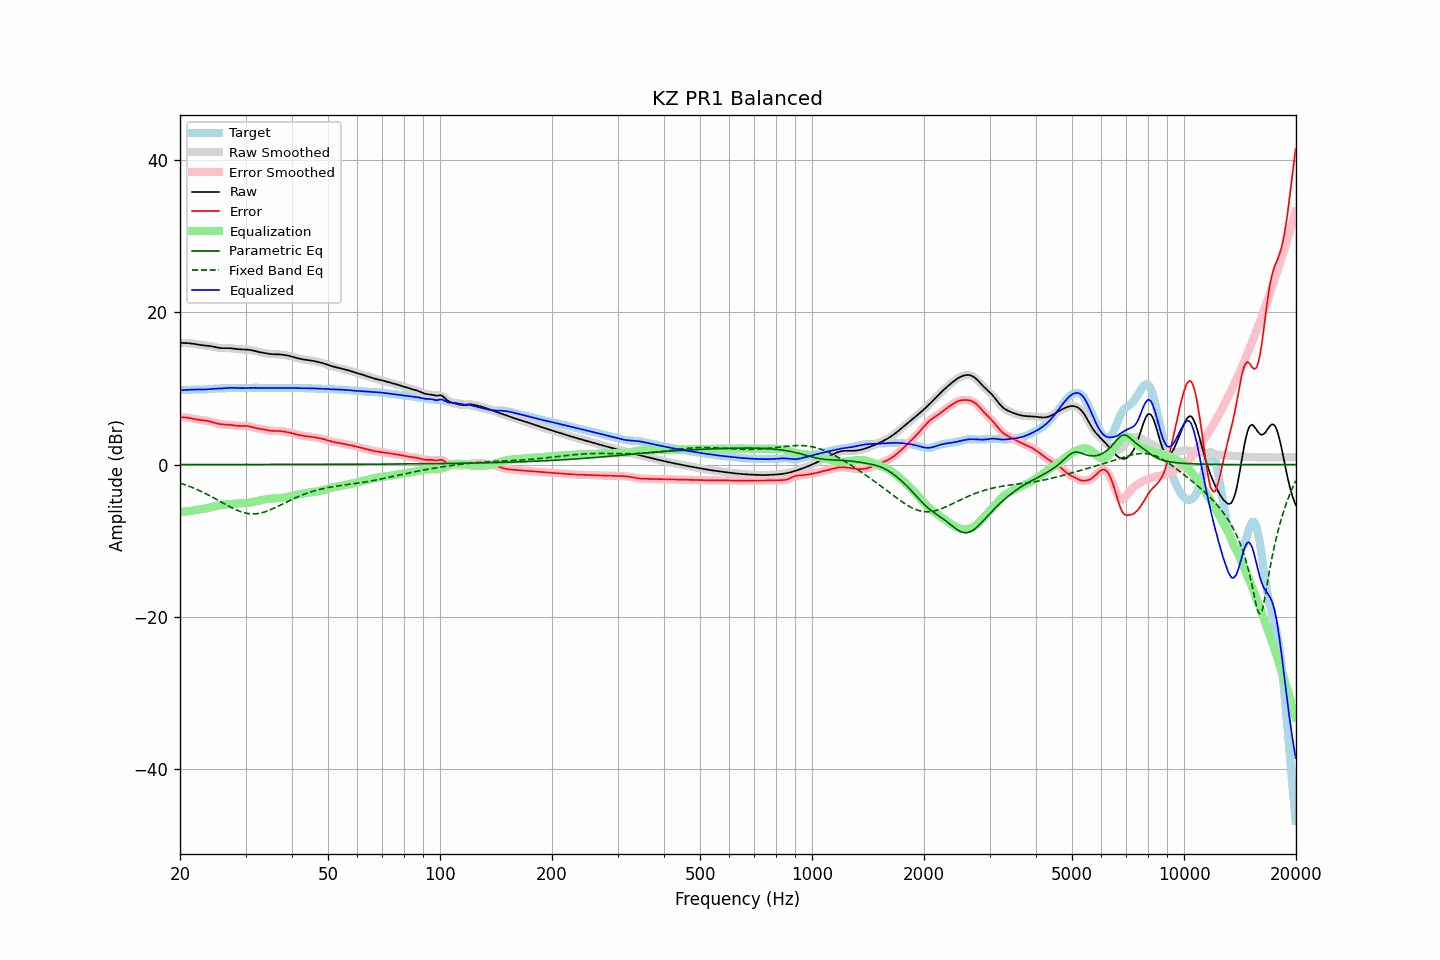 KZ PR1 Balanced
Target
Raw Smoothed
Error Smoothed
Raw
Error
Equalization
Parametric Eq
Fixed Band Eq
Equalized
Amplitude (dBr)
40
20
0
−20
−40
20
50
100
200
500
1000
2000
5000
10000
20000
Frequency (Hz)